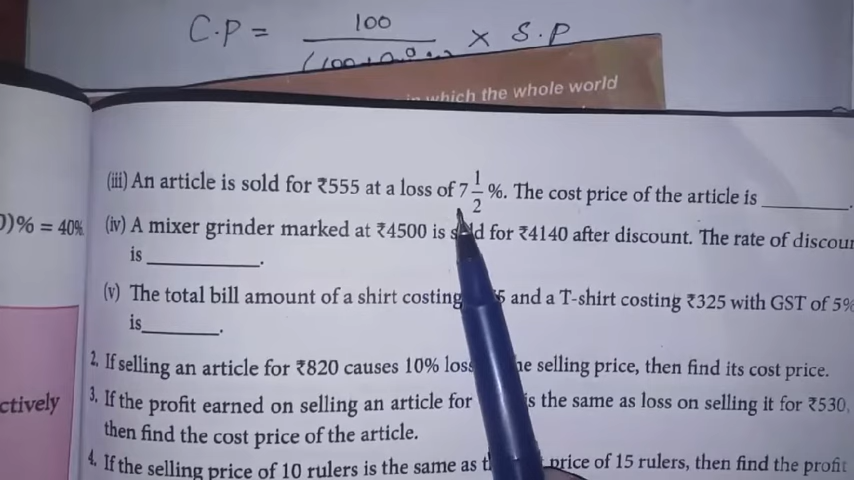 C.P = 100 × S.P
which the whole world
(iii) An article is sold for ₹555 at a loss of 7 1/2 %. The cost price of the article is ________.
0)% = 40%
(iv) A mixer grinder marked at ₹4500 is sold for ₹4140 after discount. The rate of
is ________.
(v) The total bill amount of a shirt costing and a T-shirt costing ₹325 with GST of 5%
is________.
2. If selling an article for ₹820 causes 10% selling price, then find its cost price.
ctively
3. If the profit earned on selling an article for is the same as loss on selling it for ₹530,
then find the cost price of the article.
4. If the selling price of 10 rulers is the same as price of 15 rulers, then find the profit